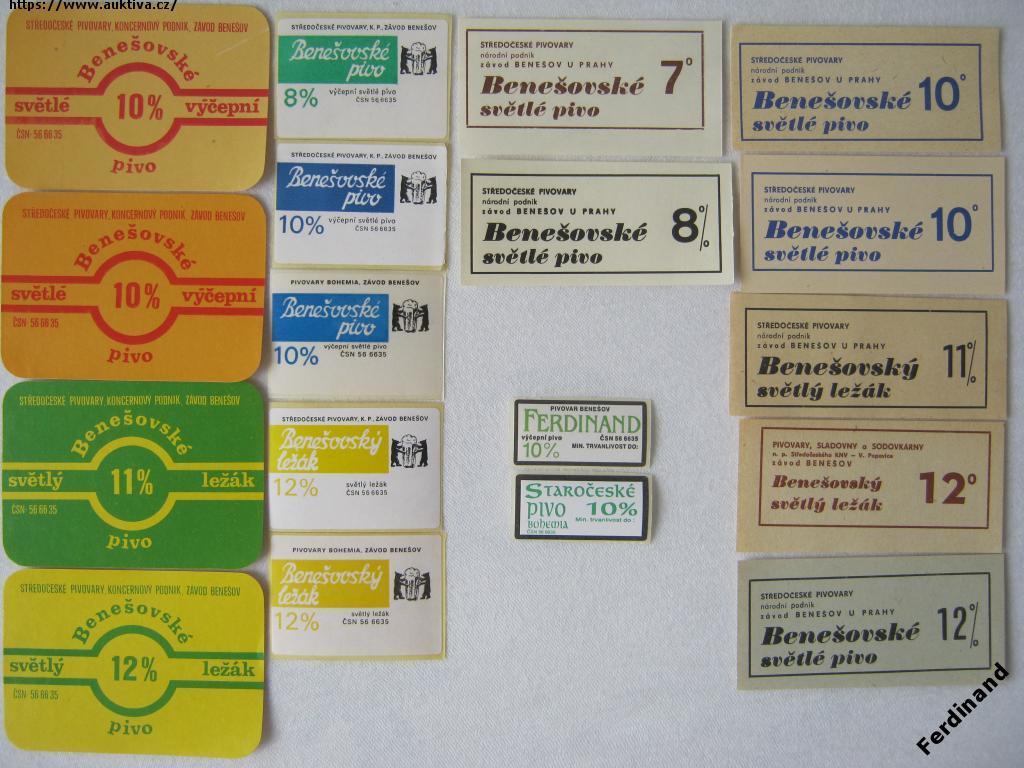 https://www.auktiva.cz/
STŘEDOČESKÉ PIVOVARY, KONCERNOVÝ PODNIK, ZÁVOD BENEŠOV
Benešovské
světlé 10% výčepní
ČSN 56 66 35
pivo
STŘEDOČESKÉ PIVOVARY, KONCERNOVÝ PODNIK, ZÁVOD BENEŠOV
Benešovské
světlé 10% výčepní
ČSN 56 66 35
pivo
STŘEDOČESKÉ PIVOVARY, KONCERNOVÝ PODNIK, ZÁVOD BENEŠOV
Benešovské
světlý 11% ležák
ČSN 56 66 35
pivo
STŘEDOČESKÉ PIVOVARY, KONCERNOVÝ PODNIK, ZÁVOD BENEŠOV
Benešovské
světlý 12% ležák
ČSN 56 66 35
pivo
STŘEDOČESKÉ PIVOVARY, K. P., ZÁVOD BENEŠOV
Benešovské
pivo
8% výčepní světlé pivo
ČSN 56 6635
STŘEDOČESKÉ PIVOVARY, K. P., ZÁVOD BENEŠOV
Benešovské
pivo
10% výčepní světlé pivo
ČSN 56 6635
PIVOVARY BOHEMIA, ZÁVOD BENEŠOV
Benešovské
pivo
10% výčepní světlé pivo
ČSN 56 6635
STŘEDOČESKÉ PIVOVARY, K. P., ZÁVOD BENEŠOV
Benešovský
ležák
12% světlý ležák
ČSN 56 6635
PIVOVARY BOHEMIA, ZÁVOD BENEŠOV
Benešovský
ležák
12% světlý ležák
ČSN 56 6635
STŘEDOČESKÉ PIVOVARY
národní podnik
závod BENEŠOV U PRAHY
Benešovské 7°
světlé pivo
STŘEDOČESKÉ PIVOVARY
národní podnik
závod BENEŠOV U PRAHY
Benešovské 8%
světlé pivo
PIVOVAR BENEŠOV
FERDINAND
výčepní pivo ČSN 56 6635
10% MIN. TRVANLIVOST DO:
STAROČESKÉ
PIVO 10%
BOHEMIA Min. trvanlivost do:
ČSN 56 6635
STŘEDOČESKÉ PIVOVARY
národní podnik
závod BENEŠOV U PRAHY
Benešovské 10°
světlé pivo
STŘEDOČESKÉ PIVOVARY
národní podnik
závod BENEŠOV U PRAHY
Benešovské 10°
světlé pivo
STŘEDOČESKÉ PIVOVARY
národní podnik
závod BENEŠOV U PRAHY
Benešovský 11%
světlý ležák
PIVOVARY, SLADOVNY a SODOVKÁRNY
n. p. Středočeského KNV – V. Popovice
závod BENEŠOV
Benešovský 12°
světlý ležák
STŘEDOČESKÉ PIVOVARY
národní podnik
závod BENEŠOV U PRAHY
Benešovské 12%
světlé pivo
Ferdinand